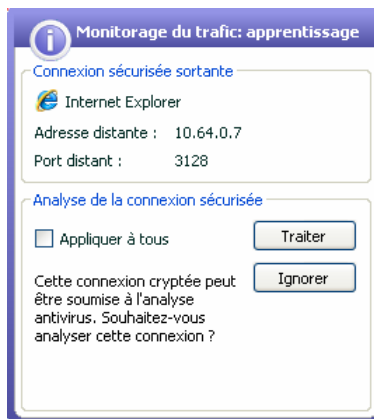 Monitorage du trafic: apprentissage
Connexion sécurisée sortante
Internet Explorer
Adresse distante : 10.64.0.7
Port distant : 3128
Analyse de la connexion sécurisée
Appliquer à tous
Traiter
Cette connexion cryptée peut
être soumise à l'analyse
antivirus. Souhaitez-vous
analyser cette connexion ?
Ignorer